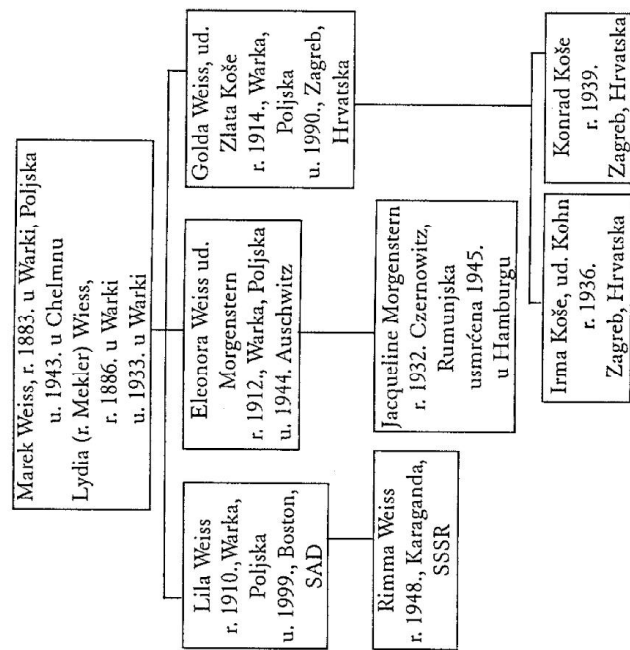 Marek Weiss, r. 1883. u Warki, Poljska
u. 1943. u Chelmnu
Lydia (r. Mekler) Wiess,
r. 1886. u Warki
u. 1933. u Warki
Lila Weiss
r. 1910.,Warka,
Poljska
u. 1999., Boston,
SAD
Eleonora Weiss ud.
Morgenstern
r. 1912., Warka, Poljska
u. 1944. Auschwitz
Golda Weiss, ud.
Zlata Koše
r. 1914., Warka,
Poljska
u. 1990., Zagreb,
Hrvatska
Rimma Weiss
r. 1948., Karaganda,
SSSR
Jacqueline Morgenstern
r. 1932. Czernowitz,
Rumunjska
usmrćena 1945.
u Hamburgu
Irma Koše, ud. Kohn
r. 1936.
Zagreb, Hrvatska
Konrad Koše
r. 1939.
Zagreb, Hrvatska